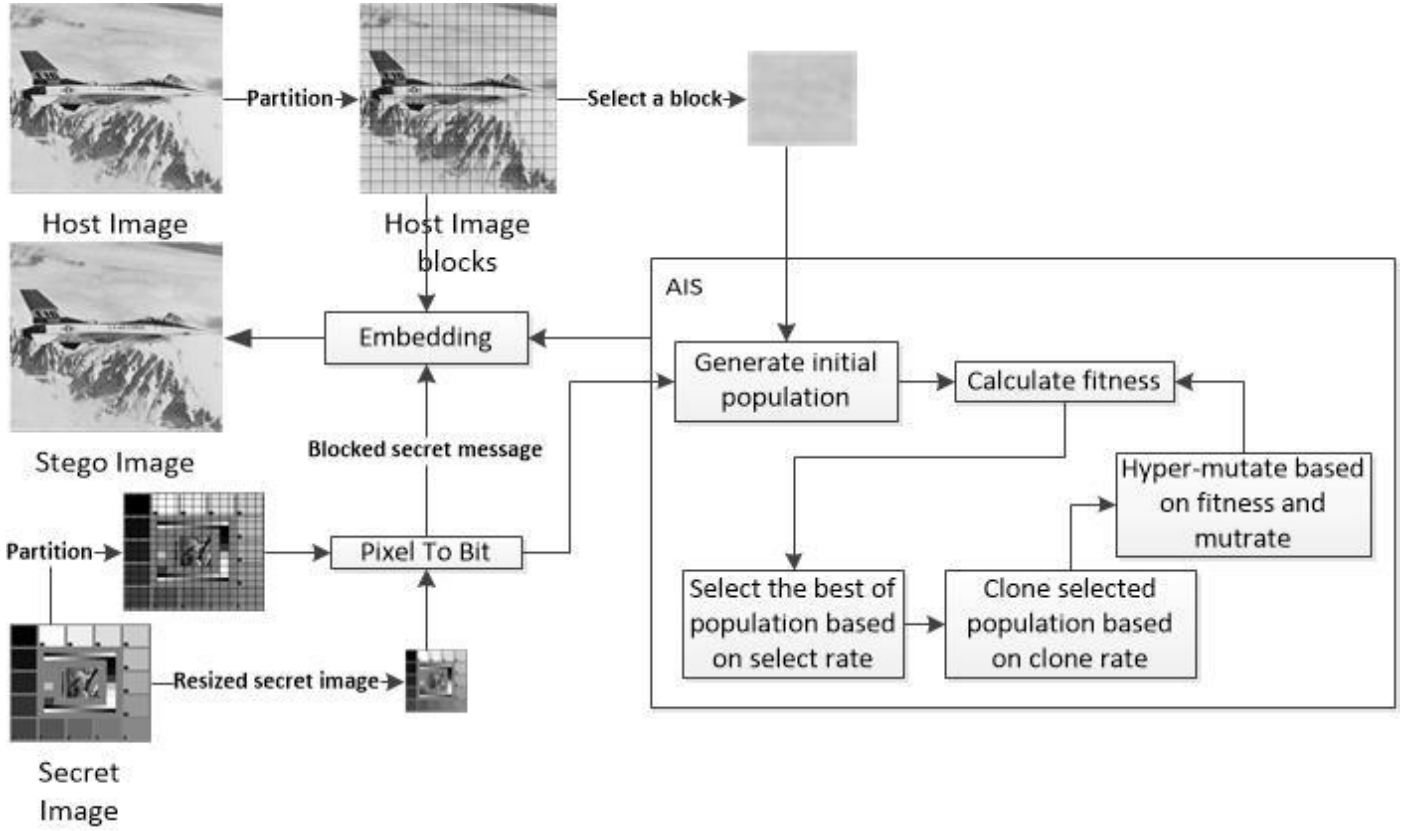 Partition
Select a block
Host Image
Host Image
blocks
AIS
Embedding
Generate initial
population
Calculate fitness
Stego Image
Blocked secret message
Hyper-mutate based
on fitness and
mutrate
Partition
Pixel To Bit
Select the best of
population based
on select rate
Clone selected
population based
on clone rate
Resized secret image
Secret
Image